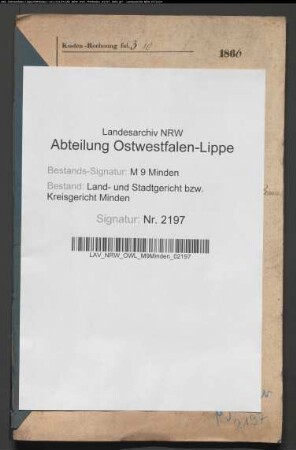 Kosten-Rechnung fol. 3
1866
Landesarchiv NRW
Abteilung Ostwestfalen-Lippe
Bestands-Signatur: M 9 Minden
Bestand: Land- und Stadtgericht bzw.
Kreisgericht Minden
Signatur: Nr. 2197
LAV_NRW_OWL_M9Minden_02197